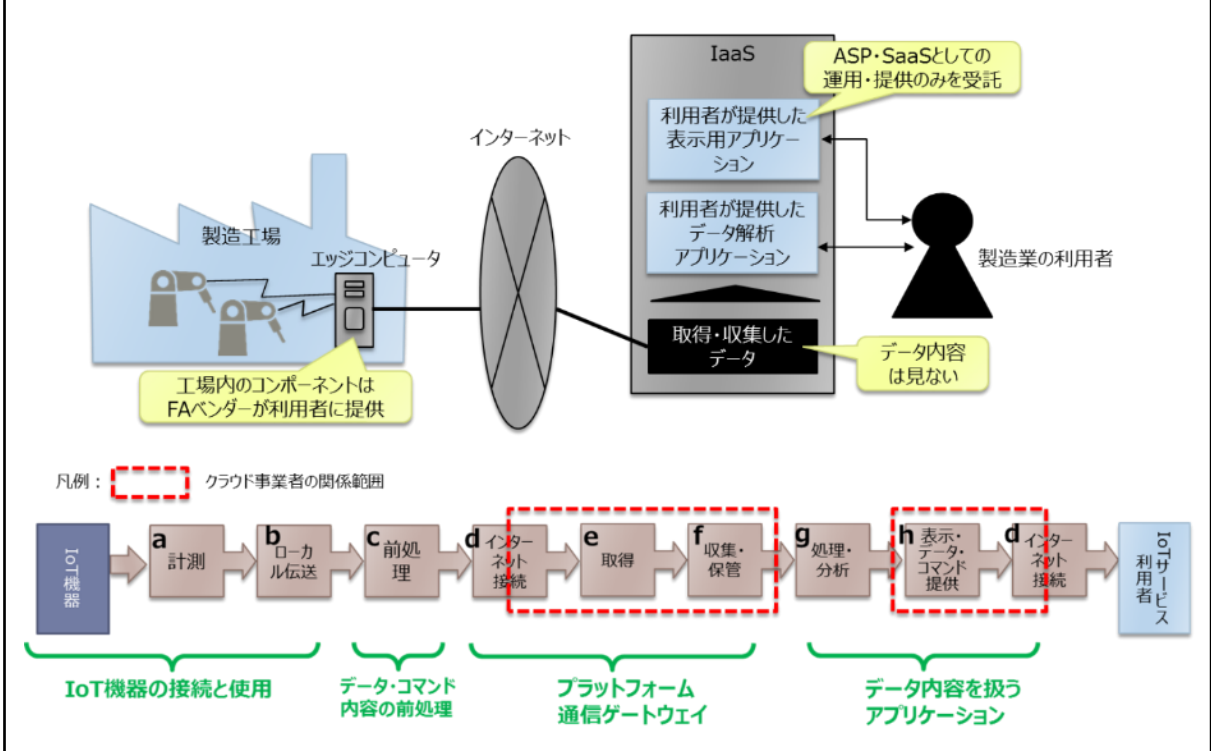 IaaS
ASP・SaaSとしての
運用・提供のみを受託
利用者が提供した
表示用アプリケー
ション
インターネット
利用者が提供した
データ解析
アプリケーション
製造工場
エッジコンピュータ
製造業の利用者
取得・収集した
データ
データ内容
は見ない
工場内のコンポーネントは
FAベンダーが利用者に提供
凡例：
クラウド事業者の関係範囲
IoT機器
a
計測
b
ローカ
ル伝送
c
前処
理
d
インター
ネット
接続
e
取得
f
収集・
保管
g
処理・
分析
h
表示・
データ・
コマンド
提供
d
インター
ネット
接続
IoTサービス
利用者
IoT機器の接続と使用
データ・コマンド
内容の前処理
プラットフォーム
通信ゲートウェイ
データ内容を扱う
アプリケーション